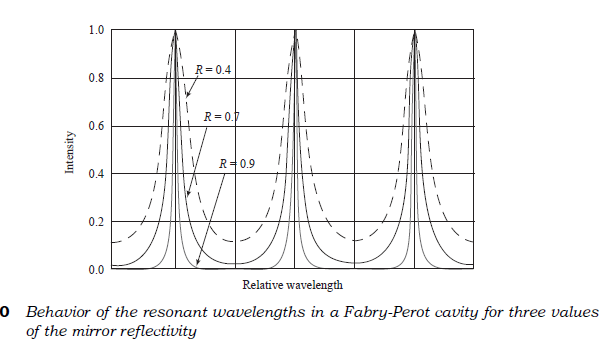 1.0
R = 0.4
0.8
R = 0.7
0.6
Intensity
R = 0.9
0.4
0.2
0.0
Relative wavelength
0 Behavior of the resonant wavelengths in a Fabry-Perot cavity for three values
of the mirror reflectivity